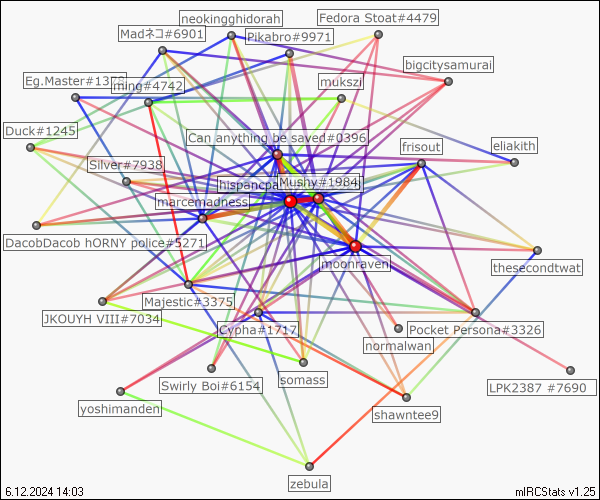 neokingghidorah
Fedora Stoat#4479
Madネコ#6901
Pikabro#9971
bigcitysamurai
Eg.Master#1378
ming#4742
mukszi
Duck#1245
Can anything be saved#0396
frisout
eliakith
Silver#7938
hispancpa
Mushy#1984
marcemadness
DacobDacob hORNY police#5271
moonraven
thesecondtwat
Majestic#3375
JKOUYH VIII#7034
Cypha#1717
Pocket Persona#3326
normalwan
Swirly Boi#6154
somass
LPK2387 #7690
yoshimanden
shawntee9
zebula
6.12.2024 14:03
mIRCStats v1.25